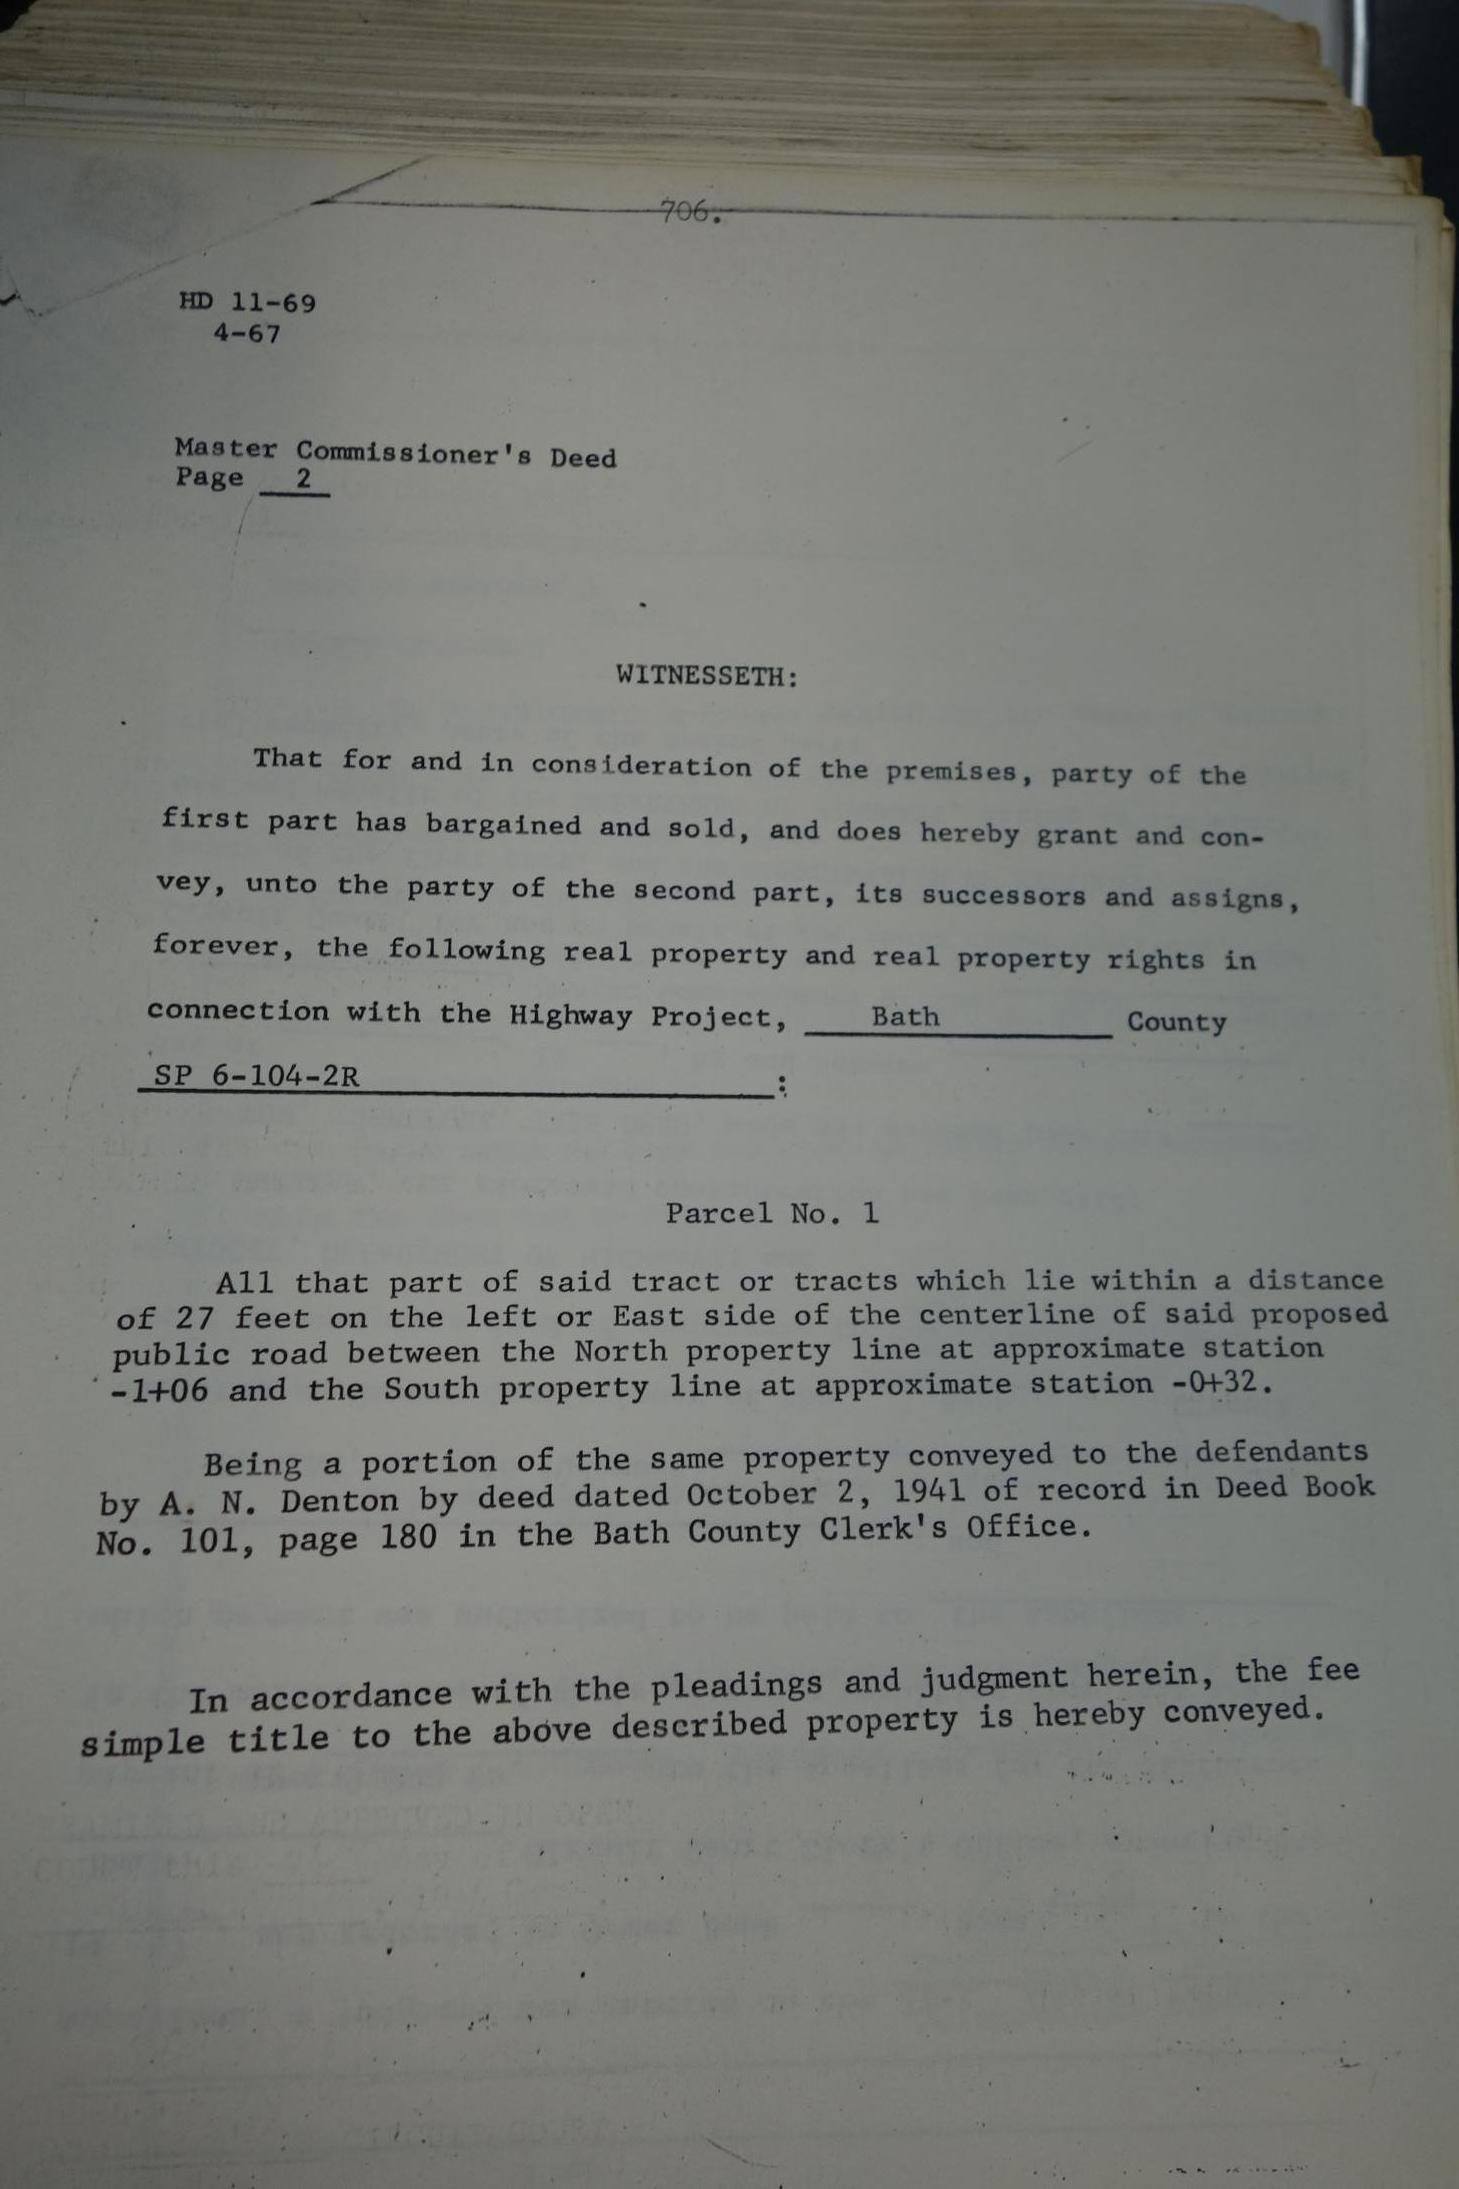 706.
HD 11-69
4-67
Master Commissioner's Deed
Page 2
WITNESSETH:
That for and in consideration of the premises, party of the
first part has bargained and sold, and does hereby grant and con-
vey, unto the party of the second part, its successors and assigns,
forever, the following real property and real property rights in
connection with the Highway Project, Bath County
SP 6-104-2R :
Parcel No. 1
All that part of said tract or tracts which lie within a distance
of 27 feet on the left or East side of the centerline of said proposed
public road between the North property line at approximate station
-1+06 and the South property line at approximate station -0+32.
Being a portion of the same property conveyed to the defendants
by A. N. Denton by deed dated October 2, 1941 of record in Deed Book
No. 101, page 180 in the Bath County Clerk's Office.
In accordance with the pleadings and judgment herein, the fee
simple title to the above described property is hereby conveyed.